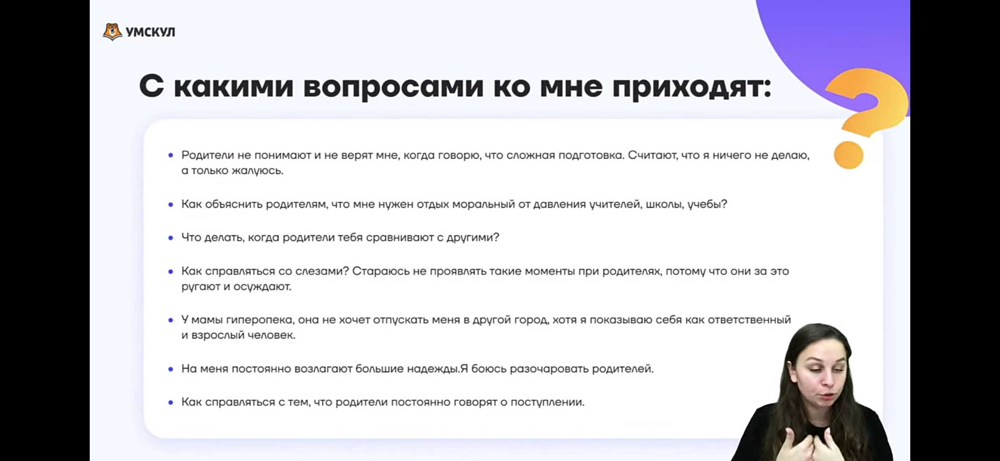 УМСКУЛ
С какими вопросами ко мне приходят:
Родители не понимают и не верят мне, когда говорю, что сложная подготовка. Считают, что я ничего не делаю,
а только жалуюсь.
Как объяснить родителям, что мне нужен отдых моральный от давления учителей, школы, учебы?
Что делать, когда родители тебя сравнивают с другими?
Как справляться со слезами? Стараюсь не проявлять такие моменты при родителях, потому что они за это
ругают и осуждают.
У мамы гиперопека, она не хочет отпускать меня в другой город, хотя я показываю себя как ответственный
и взрослый человек.
На меня постоянно возлагают большие надежды.Я боюсь разочаровать родителей.
Как справляться с тем, что родители постоянно говорят о поступлении.